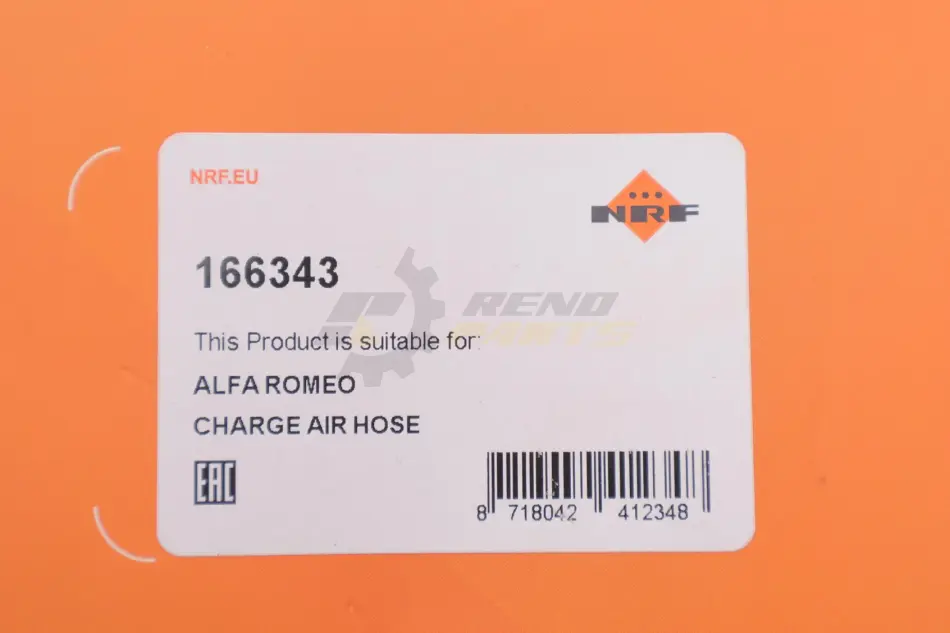 NRF.EU
NRF
166343
RENO
PARTS
This Product is suitable for:
ALFA ROMEO
CHARGE AIR HOSE
EAC
8 718042 412348